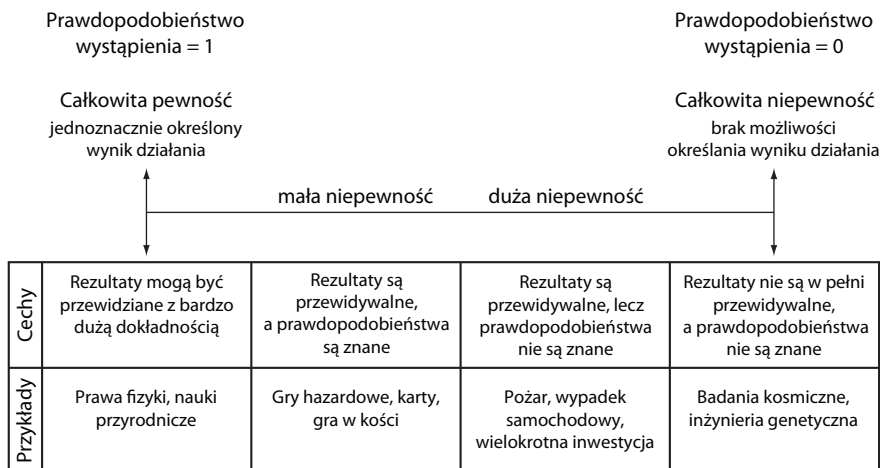 Prawdopodobieństwo
wystąpienia = 1
Prawdopodobieństwo
wystąpienia = 0
Całkowita pewność
jednoznacznie określony
wynik działania
Całkowita niepewność
brak możliwości
określania wyniku działania
mała niepewność
duża niepewność
Cechy
Rezultaty mogą być
przewidziane z bardzo
dużą dokładnością
Rezultaty są
przewidywalne,
a prawdopodobieństwa
są znane
Rezultaty są
przewidywalne, lecz
prawdopodobieństwa
nie są znane
Rezultaty nie są w pełni
przewidywalne,
a prawdopodobieństwa
nie są znane
Przykłady
Prawa fizyki, nauki
przyrodnicze
Gry hazardowe, karty,
gra w kości
Pożar, wypadek
samochodowy,
wielokrotna inwestycja
Badania kosmiczne,
inżynieria genetyczna